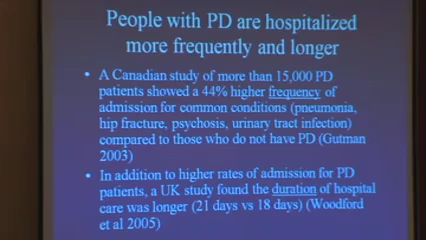 People with PD are hospitalized
more frequently and longer
• A Canadian study of more than 15,000 PD
patients showed a 44% higher frequency of
admission for common conditions (pneumonia,
hip fracture, psychosis, urinary tract infection)
compared to those who do not have PD (Gutman
2003)
• In addition to higher rates of admission for PD
patients, a UK study found the duration of hospital
care was longer (21 days vs 18 days) (Woodford
et al 2005)